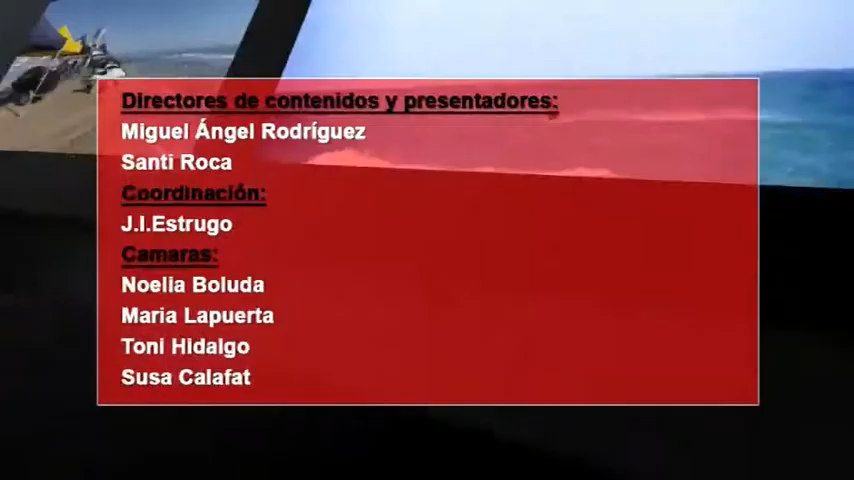 Directores de contenidos y presentadores:
Miguel Ángel Rodríguez
Santi Roca
Coordinación:
J.I.Estrugo
Camaras:
Noelia Boluda
Maria Lapuerta
Toni Hidalgo
Susa Calafat